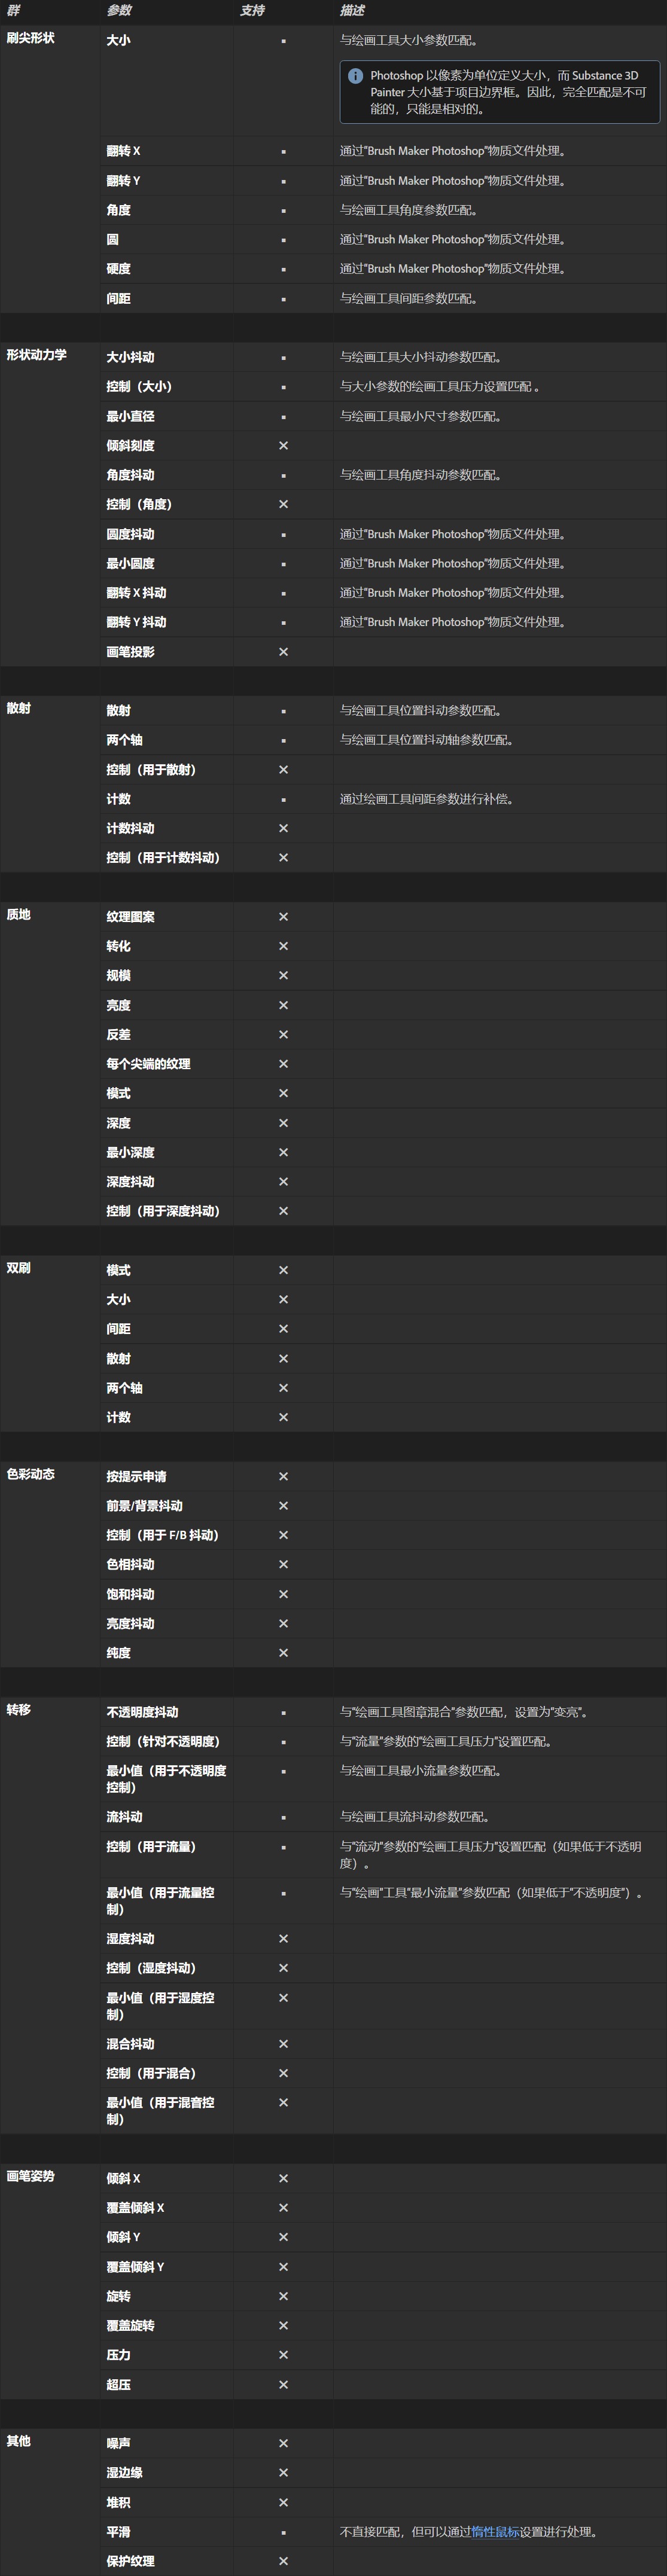 群 参数 支持 描述
刷尖形状 大小 ▪ 与绘画工具大小参数匹配。
Photoshop 以像素为单位定义大小，而 Substance 3D
Painter 大小基于项目边界框。因此，完全匹配是不可
能的，只能是相对的。
翻转 X ▪ 通过“Brush Maker Photoshop”物质文件处理。
翻转 Y ▪ 通过“Brush Maker Photoshop”物质文件处理。
角度 ▪ 与绘画工具角度参数匹配。
圆 ▪ 通过“Brush Maker Photoshop”物质文件处理。
硬度 ▪ 通过“Brush Maker Photoshop”物质文件处理。
间距 ▪ 与绘画工具间距参数匹配。
形状动力学 大小抖动 ▪ 与绘画工具大小抖动参数匹配。
控制（大小） ▪ 与大小参数的绘画工具压力设置匹配 。
最小直径 ▪ 与绘画工具最小尺寸参数匹配。
倾斜刻度 ✕
角度抖动 ▪ 与绘画工具角度抖动参数匹配。
控制（角度） ✕
圆度抖动 ▪ 通过“Brush Maker Photoshop”物质文件处理。
最小圆度 ▪ 通过“Brush Maker Photoshop”物质文件处理。
翻转 X 抖动 ▪ 通过“Brush Maker Photoshop”物质文件处理。
翻转 Y 抖动 ▪ 通过“Brush Maker Photoshop”物质文件处理。
画笔投影 ✕
散射 散射 ▪ 与绘画工具位置抖动参数匹配。
两个轴 ▪ 与绘画工具位置抖动轴参数匹配。
控制（用于散射） ✕
计数 ▪ 通过绘画工具间距参数进行补偿。
计数抖动 ✕
控制（用于计数抖动） ✕
质地 纹理图案 ✕
转化 ✕
规模 ✕
亮度 ✕
反差 ✕
每个尖端的纹理 ✕
模式 ✕
深度 ✕
最小深度 ✕
深度抖动 ✕
控制（用于深度抖动） ✕
双刷 模式 ✕
大小 ✕
间距 ✕
散射 ✕
两个轴 ✕
计数 ✕
色彩动态 按提示申请 ✕
前景/背景抖动 ✕
控制（用于 F/B 抖动） ✕
色相抖动 ✕
饱和抖动 ✕
亮度抖动 ✕
纯度 ✕
转移 不透明度抖动 ▪ 与“绘画工具图章混合”参数匹配，设置为“变亮”。
控制（针对不透明度） ▪ 与“流量”参数的“绘画工具压力”设置匹配。
最小值（用于不透明度 ▪ 与绘画工具最小流量参数匹配。
控制）
流抖动 ▪ 与绘画工具流抖动参数匹配。
控制（用于流量） ▪ 与“流动”参数的“绘画工具压力”设置匹配（如果低于不透明
度）。
最小值（用于流量控 ▪ 与“绘画”工具“最小流量”参数匹配（如果低于“不透明度”）。
制）
湿度抖动 ✕
控制（湿度抖动） ✕
最小值（用于湿度控 ✕
制）
混合抖动 ✕
控制（用于混合） ✕
最小值（用于混音控 ✕
制）
画笔姿势 倾斜 X ✕
覆盖倾斜 X ✕
倾斜 Y ✕
覆盖倾斜 Y ✕
旋转 ✕
覆盖旋转 ✕
压力 ✕
超压 ✕
其他 噪声 ✕
湿边缘 ✕
堆积 ✕
平滑 ▪ 不直接匹配，但可以通过惰性鼠标设置进行处理。
保护纹理 ✕